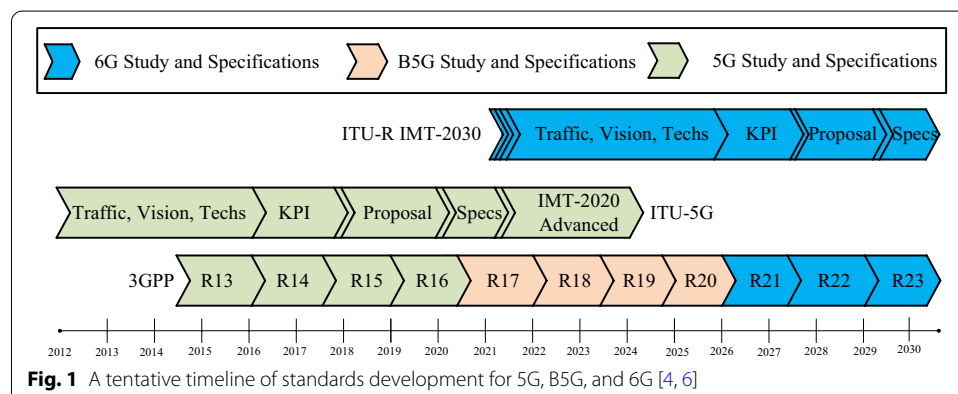 6G Study and Specifications B5G Study and Specifications 5G Study and Specifications
ITU-R IMT-2030 Traffic, Vision, Techs KPI Proposal Specs
Traffic, Vision, Techs KPI Proposal Specs IMT-2020 Advanced ITU-5G
3GPP R13 R14 R15 R16 R17 R18 R19 R20 R21 R22 R23
2012 2013 2014 2015 2016 2017 2018 2019 2020 2021 2022 2023 2024 2025 2026 2027 2028 2029 2030
Fig. 1 A tentative timeline of standards development for 5G, B5G, and 6G [4, 6]